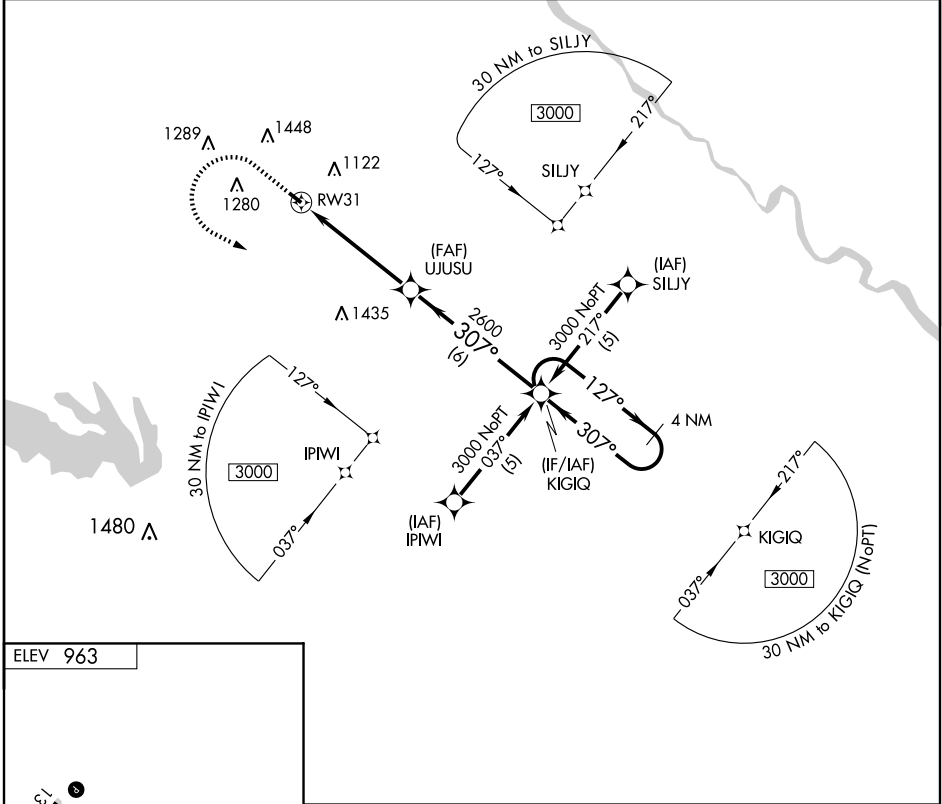 30 NM to SILJY
3000
217°
127°
SILJY
1289
1448
1122
1280
RW31
(FAF)
UJUSU
1435
2600
307°
(6)
(IAF)
SILJY
3000 NoPT
217°
(5)
127°
4 NM
307°
(IF/IAF)
KIGIQ
3000 NoPT
037°
(5)
(IAF)
IPIWI
30 NM to IPIWI
127°
IPIWI
3000
037°
1480
217°
KIGIQ
3000
037°
30 NM to KIGIQ (NoPT)
ELEV 963
13
P